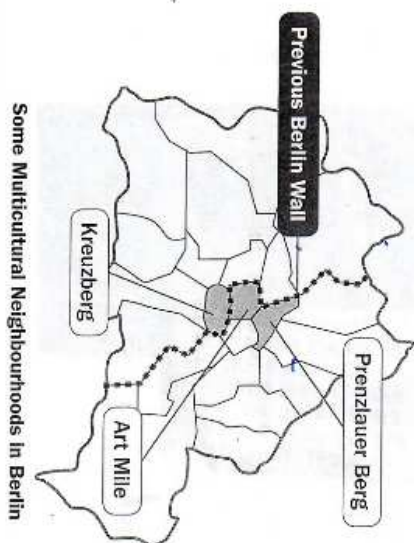 Previous Berlin Wall
Prenzlauer Berg
Kreuzberg
Art Mile
Some Multicultural Neighbourhoods in Berlin